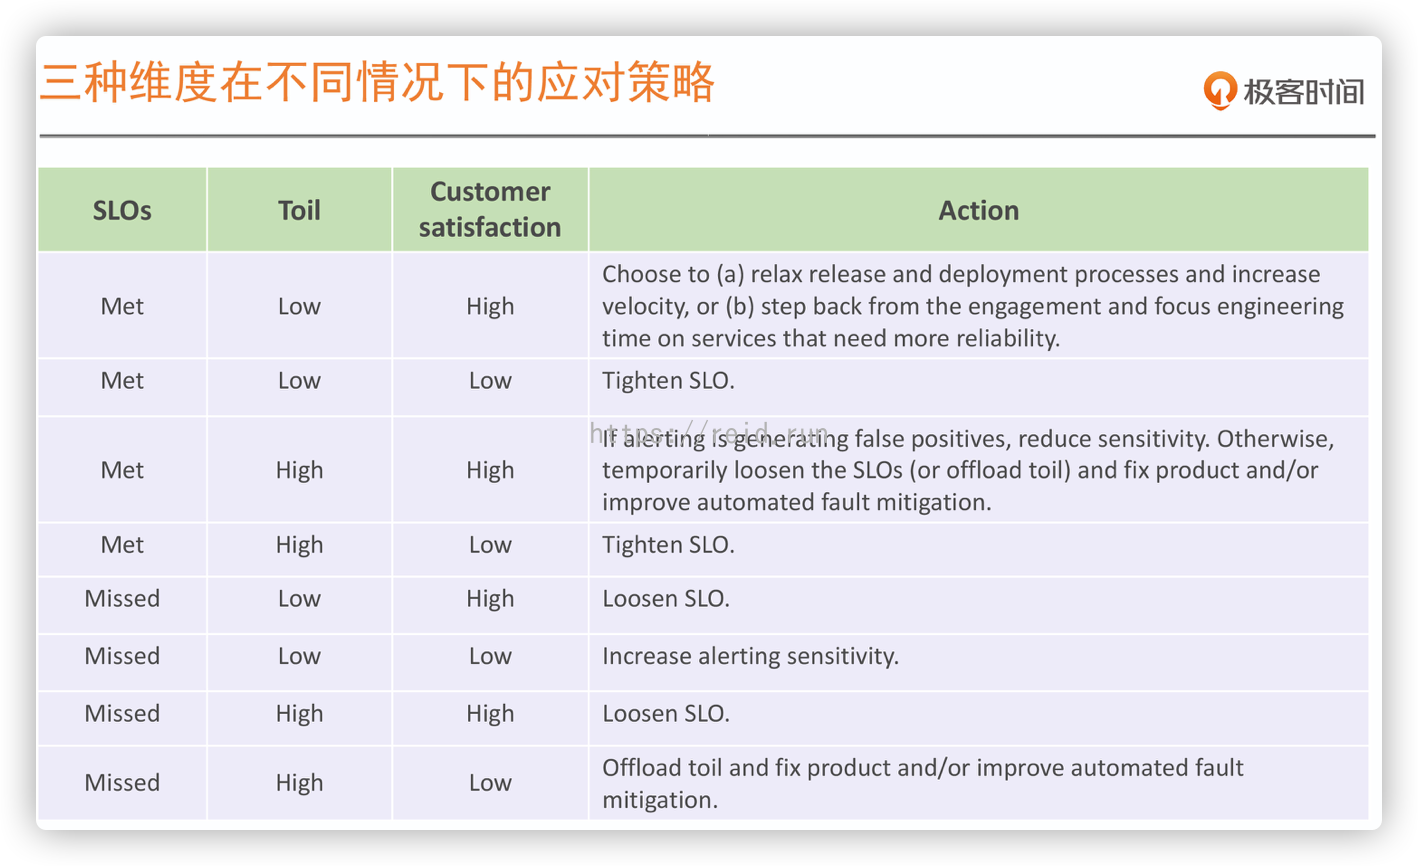 三种维度在不同情况下的应对策略
极客时间
SLOs
Toil
Customer
satisfaction
Action
Met
Low
High
Choose to (a) relax release and deployment processes and increase
velocity, or (b) step back from the engagement and focus engineering
time on services that need more reliability.
Met
Low
Low
Tighten SLO.
https://reid.run
Met
High
High
If alerting is generating false positives, reduce sensitivity. Otherwise,
temporarily loosen the SLOs (or offload toil) and fix product and/or
improve automated fault mitigation.
Met
High
Low
Tighten SLO.
Missed
Low
High
Loosen SLO.
Missed
Low
Low
Increase alerting sensitivity.
Missed
High
High
Loosen SLO.
Missed
High
Low
Offload toil and fix product and/or improve automated fault
mitigation.